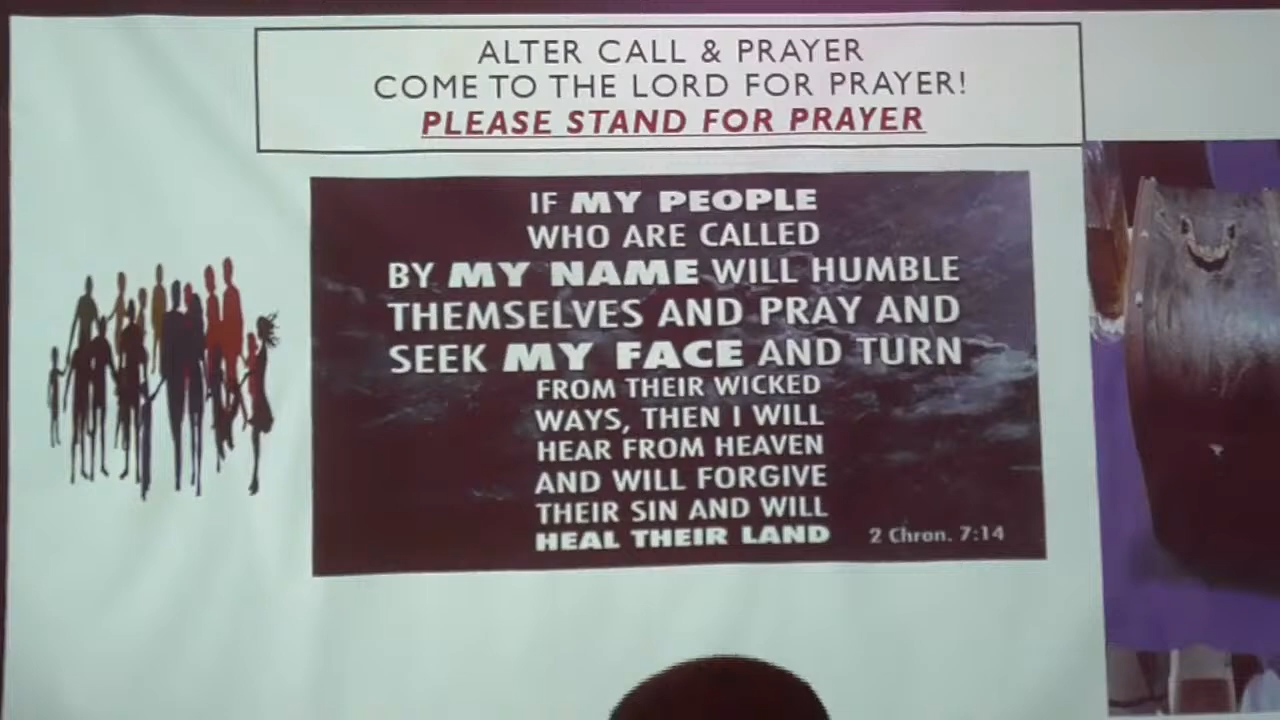 ALTER CALL & PRAYER
COME TO THE LORD FOR PRAYER!
PLEASE STAND FOR PRAYER
IF MY PEOPLE
WHO ARE CALLED
BY MY NAME WILL HUMBLE
THEMSELVES AND PRAY AND
SEEK MY FACE AND TURN
FROM THEIR WICKED
WAYS, THEN I WILL
HEAR FROM HEAVEN
AND WILL FORGIVE
THEIR SIN AND WILL
HEAL THEIR LAND
2 Chron. 7:14